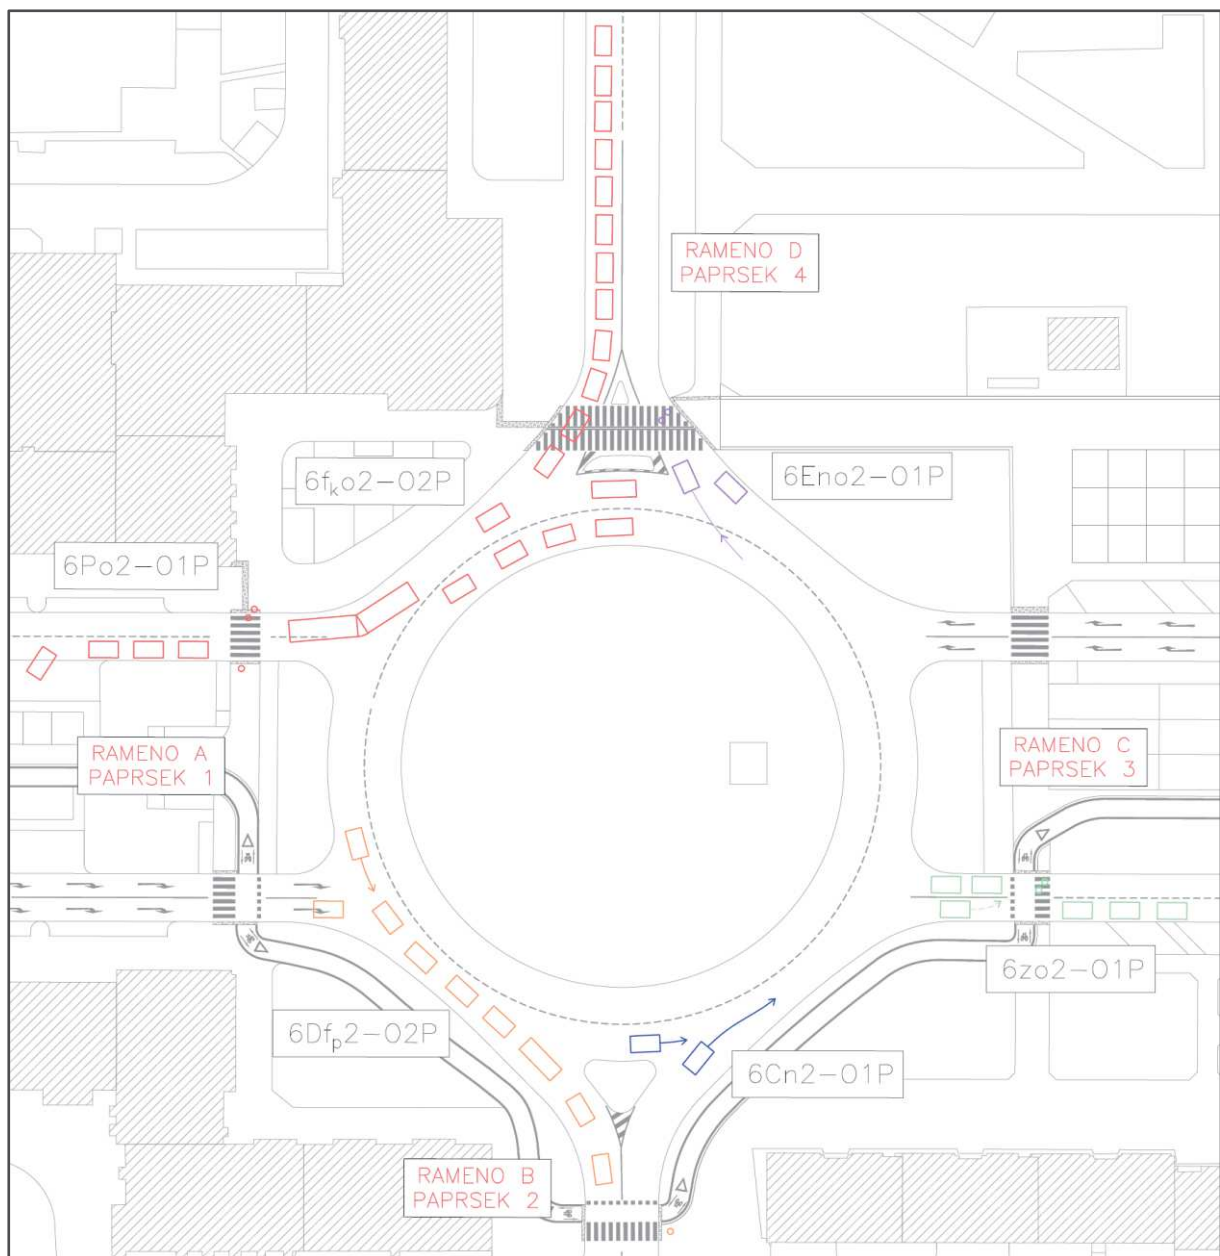 RAMENO D
PAPRSEK 4
6fₖo2-02P
6Eno2-01P
6Po2-01P
RAMENO A
PAPRSEK 1
RAMENO C
PAPRSEK 3
6zo2-01P
6Dfₚ2-02P
6Cn2-01P
RAMENO B
PAPRSEK 2